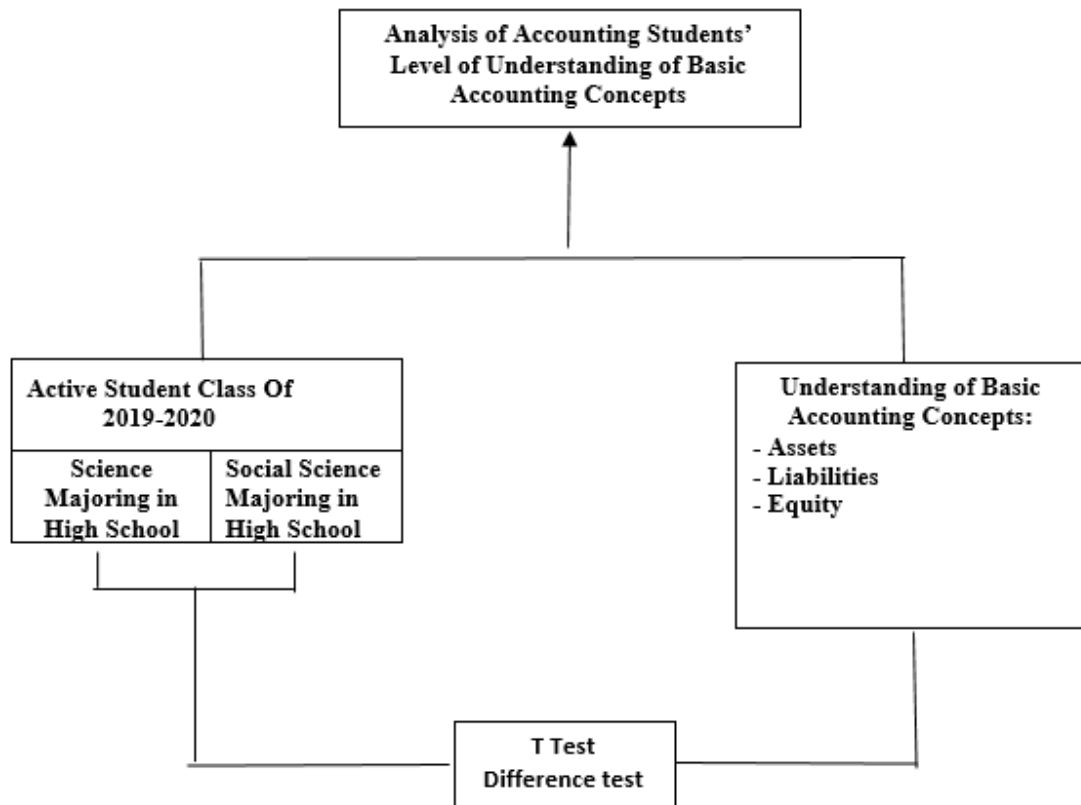 Analysis of Accounting Students’
Level of Understanding of Basic
Accounting Concepts
Active Student Class Of
2019-2020
Science
Majoring in
High School
Social Science
Majoring in
High School
Understanding of Basic
Accounting Concepts:
- Assets
- Liabilities
- Equity
T Test
Difference test